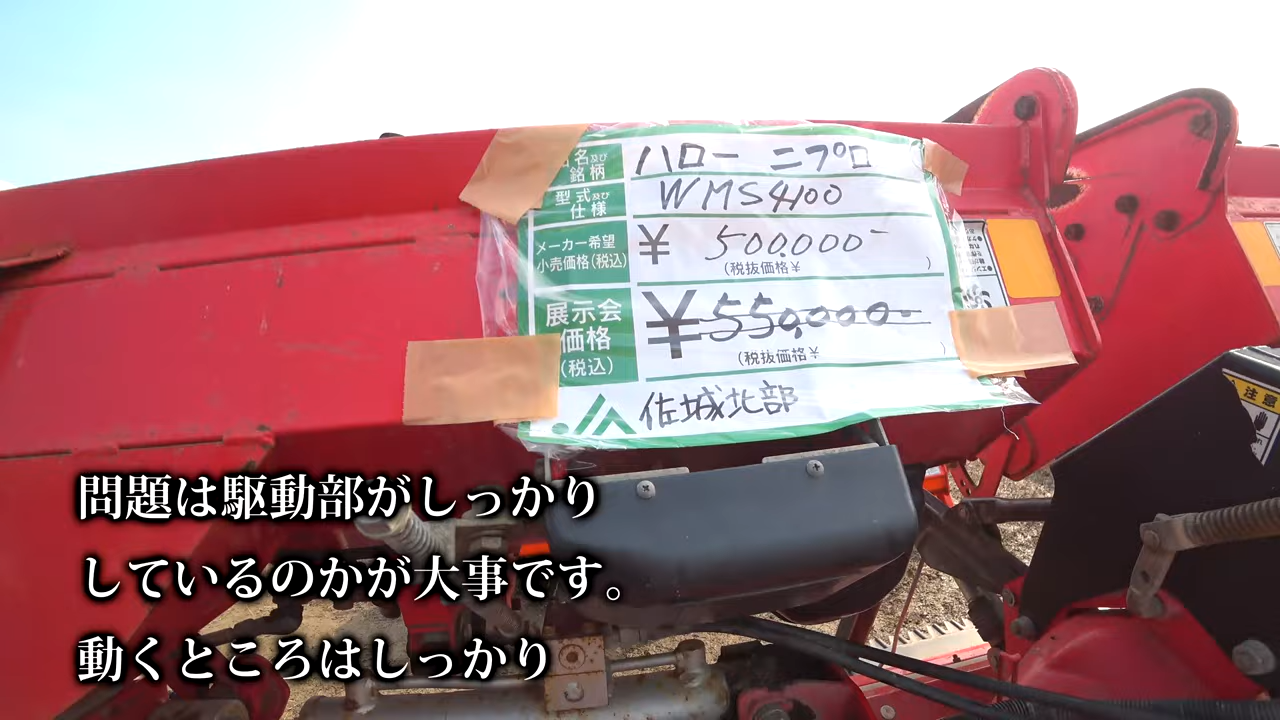 品名及び
銘柄
ハロー ニプロ
型式及び
仕様
WMS4100
メーカー希望
小売価格(税込)
¥ 500,000-
(税抜価格¥ )
展示会
価格
(税込)
¥550,000-
(税抜価格¥ )
JA 佐城北部
注意
問題は駆動部がしっかり
しているのかが大事です。
動くところはしっかり